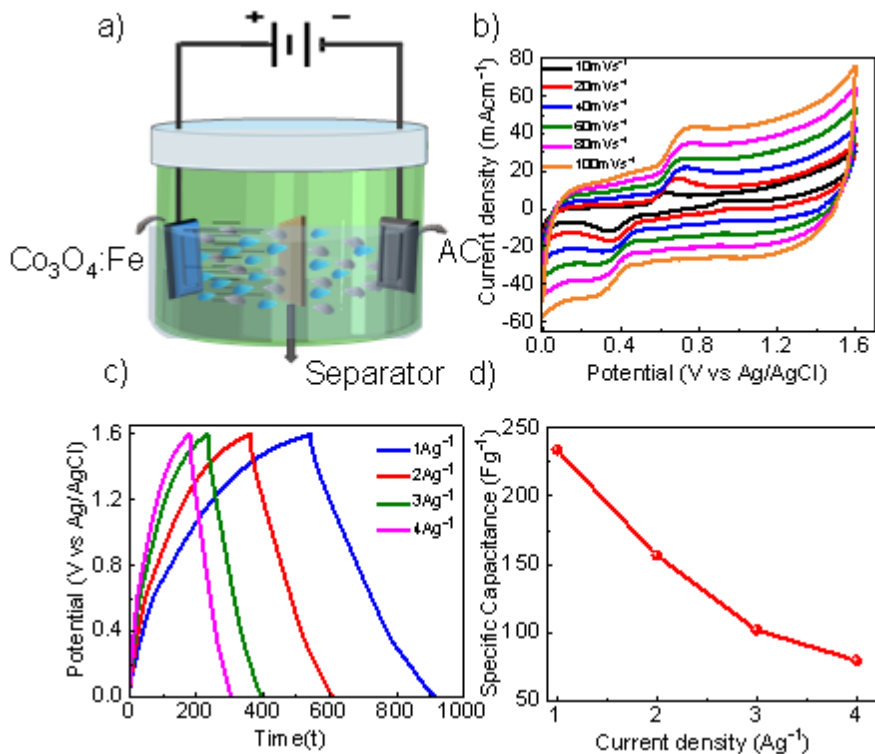 a)
+ −
Co₃O₄:Fe
AC
Separator
b)
Current density (mAcm⁻¹)
80
60
40
20
0
-20
-40
-60
10mVs⁻¹
20mVs⁻¹
40mVs⁻¹
60mVs⁻¹
80mVs⁻¹
100mVs⁻¹
0.0 0.4 0.8 1.2 1.6
Potential (V vs Ag/AgCl)
c)
Potential (V vs Ag/AgCl)
1.6
1.2
0.8
0.4
0.0
1Ag⁻¹
2Ag⁻¹
3Ag⁻¹
4Ag⁻¹
0 200 400 600 800 1000
Time(t)
d)
Specific Capacitance (Fg⁻¹)
250
200
150
100
50
1 2 3 4
Current density (Ag⁻¹)